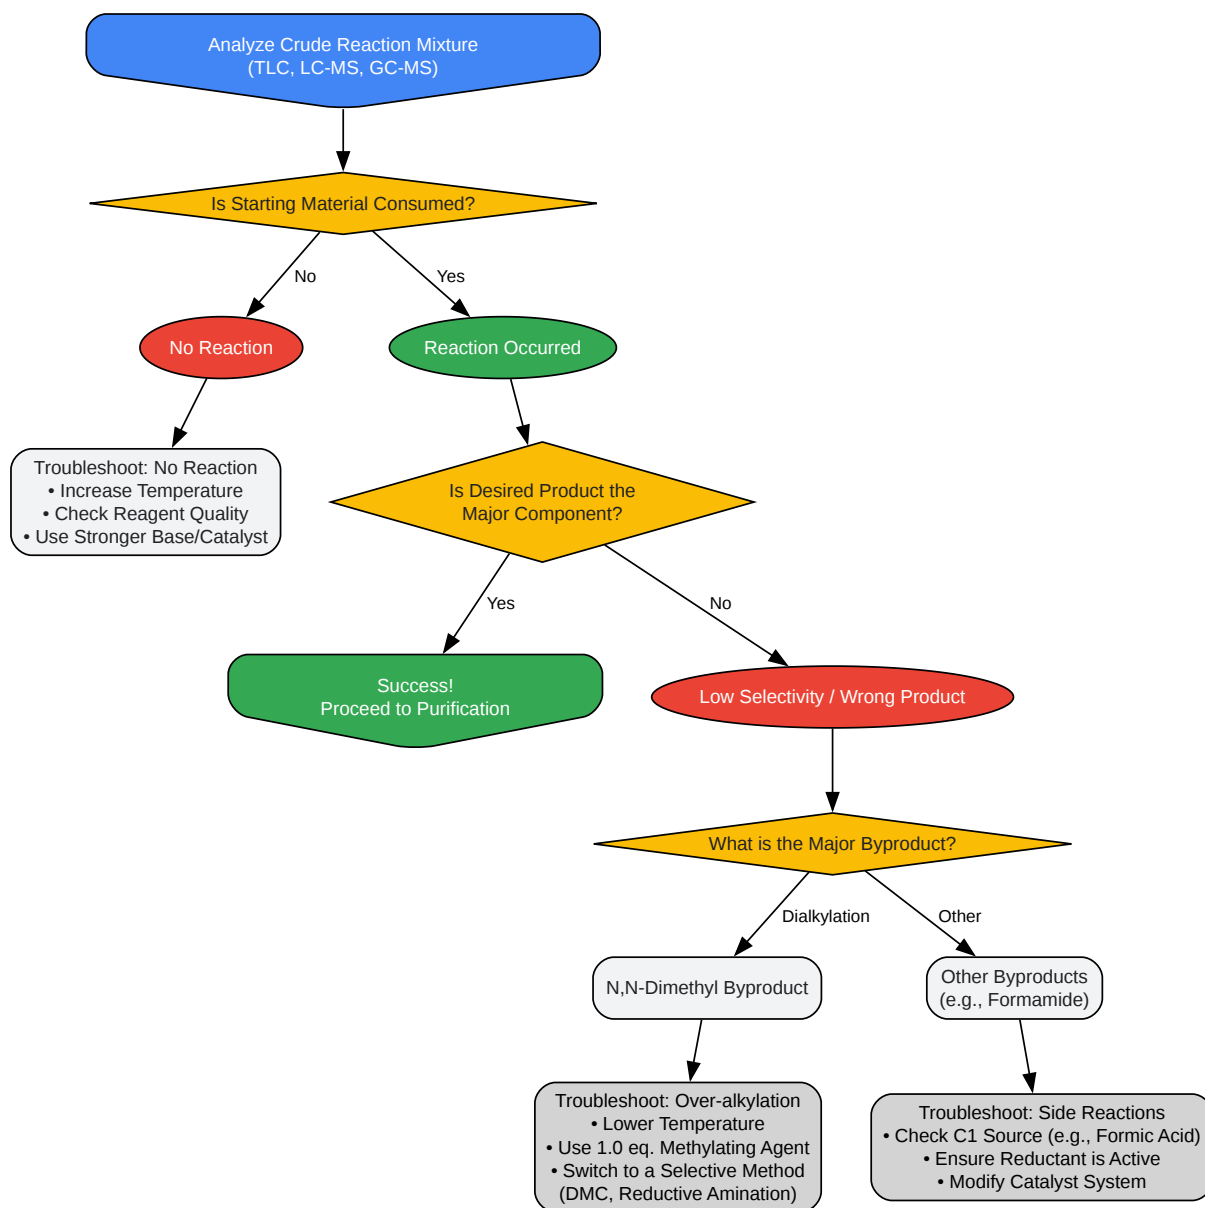 Analyze Crude Reaction Mixture
(TLC, LC-MS, GC-MS)
Is Starting Material Consumed?
No
Yes
No Reaction
Reaction Occurred
Troubleshoot: No Reaction
• Increase Temperature
• Check Reagent Quality
• Use Stronger Base/Catalyst
Is Desired Product the
Major Component?
Yes
No
Success!
Proceed to Purification
Low Selectivity / Wrong Product
What is the Major Byproduct?
Dialkylation
Other
N,N-Dimethyl Byproduct
Other Byproducts
(e.g., Formamide)
Troubleshoot: Over-alkylation
• Lower Temperature
• Use 1.0 eq. Methylating Agent
• Switch to a Selective Method
(DMC, Reductive Amination)
Troubleshoot: Side Reactions
• Check C1 Source (e.g., Formic Acid)
• Ensure Reductant is Active
• Modify Catalyst System